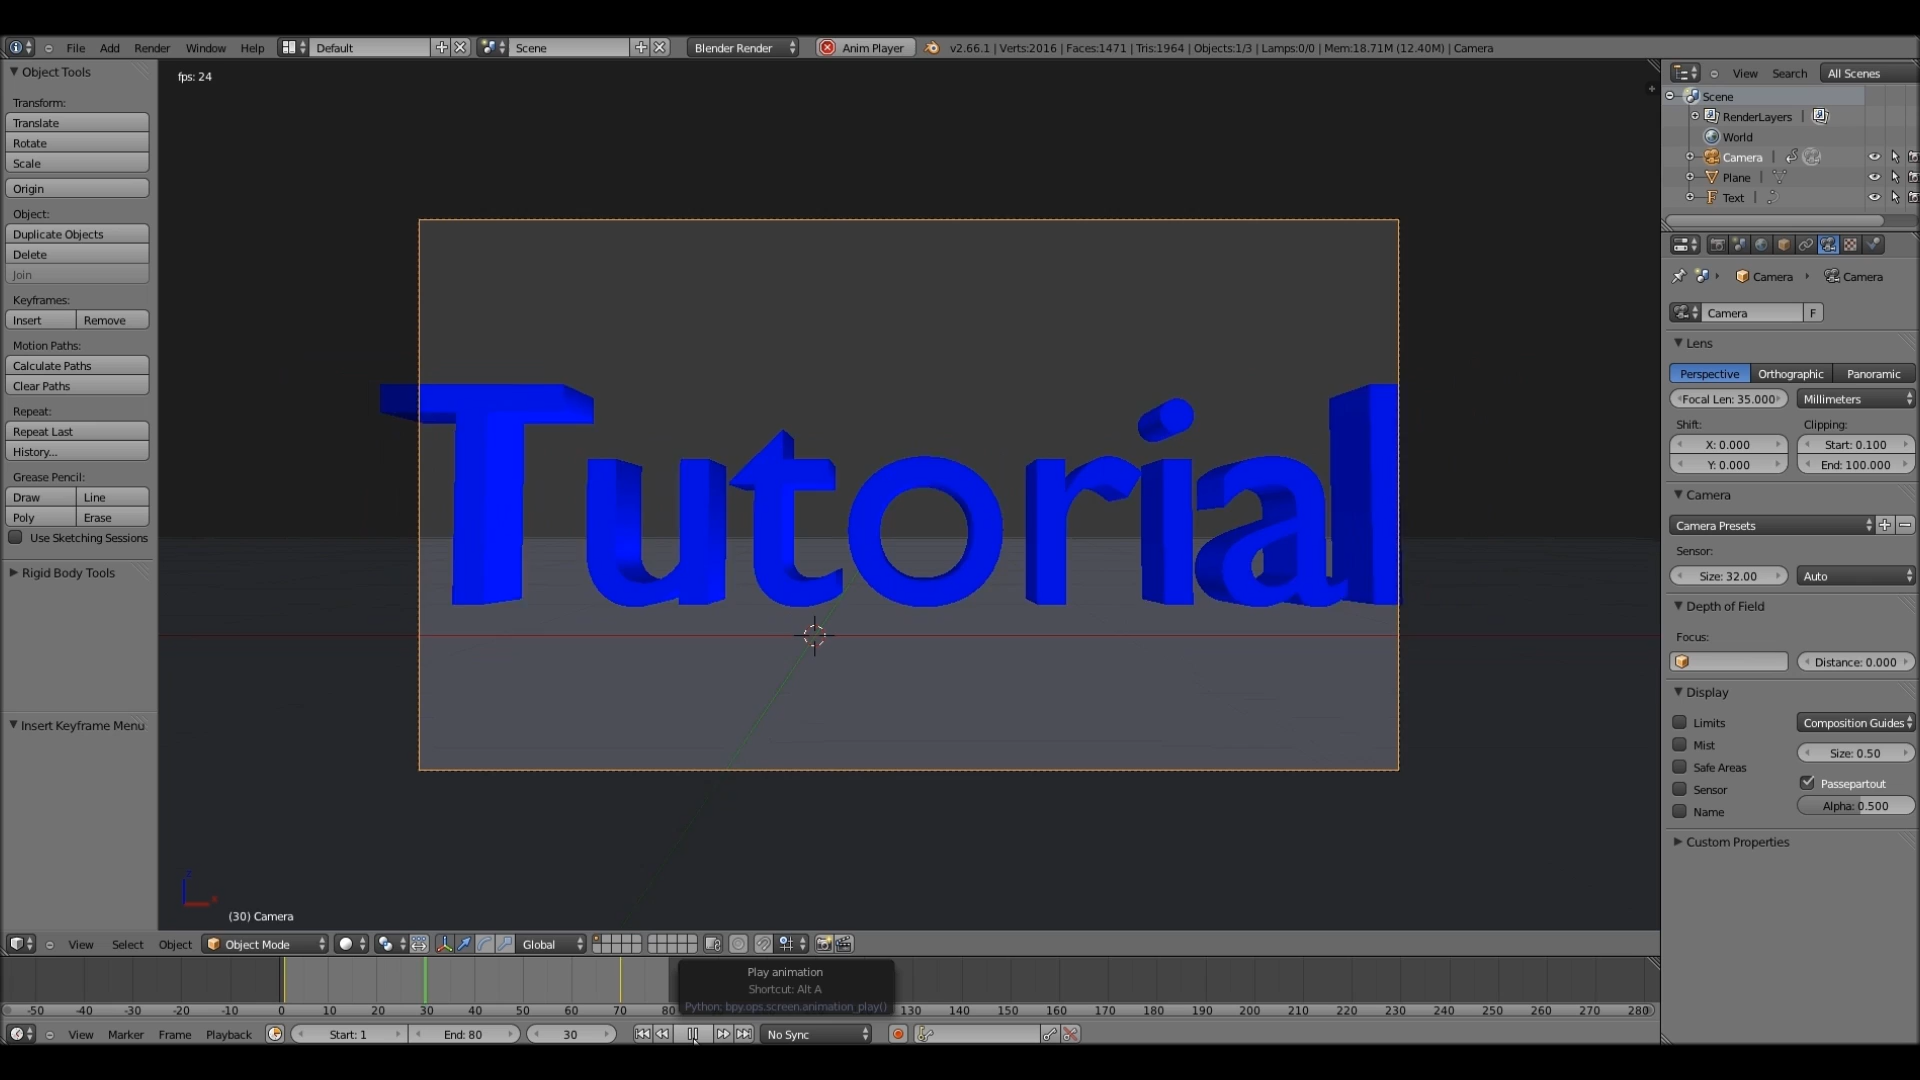 File Add Render Window Help Default Scene Blender Render Anim Player v2.66.1 | Verts:2016 | Faces:1471 | Tris:1964 | Objects:1/3 | Lamps:0/0 | Mem:18.71M (12.40M) | Camera
Object Tools
Transform:
Translate
Rotate
Scale
Origin
Object:
Duplicate Objects
Delete
Join
Keyframes:
Insert Remove
Motion Paths:
Calculate Paths
Clear Paths
Repeat:
Repeat Last
History...
Grease Pencil:
Draw Line
Poly Erase
Use Sketching Sessions
Rigid Body Tools
Insert Keyframe Menu
fps: 24
Tutorial
z
x
(30) Camera
View Search All Scenes
Scene
RenderLayers
World
Camera
Plane
Text
Camera Camera
Camera F
Lens
Perspective Orthographic Panoramic
Focal Len: 35.000 Millimeters
Shift: Clipping:
X: 0.000 Start: 0.100
Y: 0.000 End: 100.000
Camera
Camera Presets
Sensor:
Size: 32.00 Auto
Depth of Field
Focus:
Distance: 0.000
Display
Limits Composition Guides
Mist Size: 0.50
Safe Areas Passepartout
Sensor Alpha: 0.500
Name
Custom Properties
View Select Object Object Mode Global
Play animation
Shortcut: Alt A
Python: bpy.ops.screen.animation_play()
-50 -40 -30 -20 -10 0 10 20 30 40 50 60 70 80 130 140 150 160 170 180 190 200 210 220 230 240 250 260 270 280
View Marker Frame Playback Start: 1 End: 80 30 No Sync